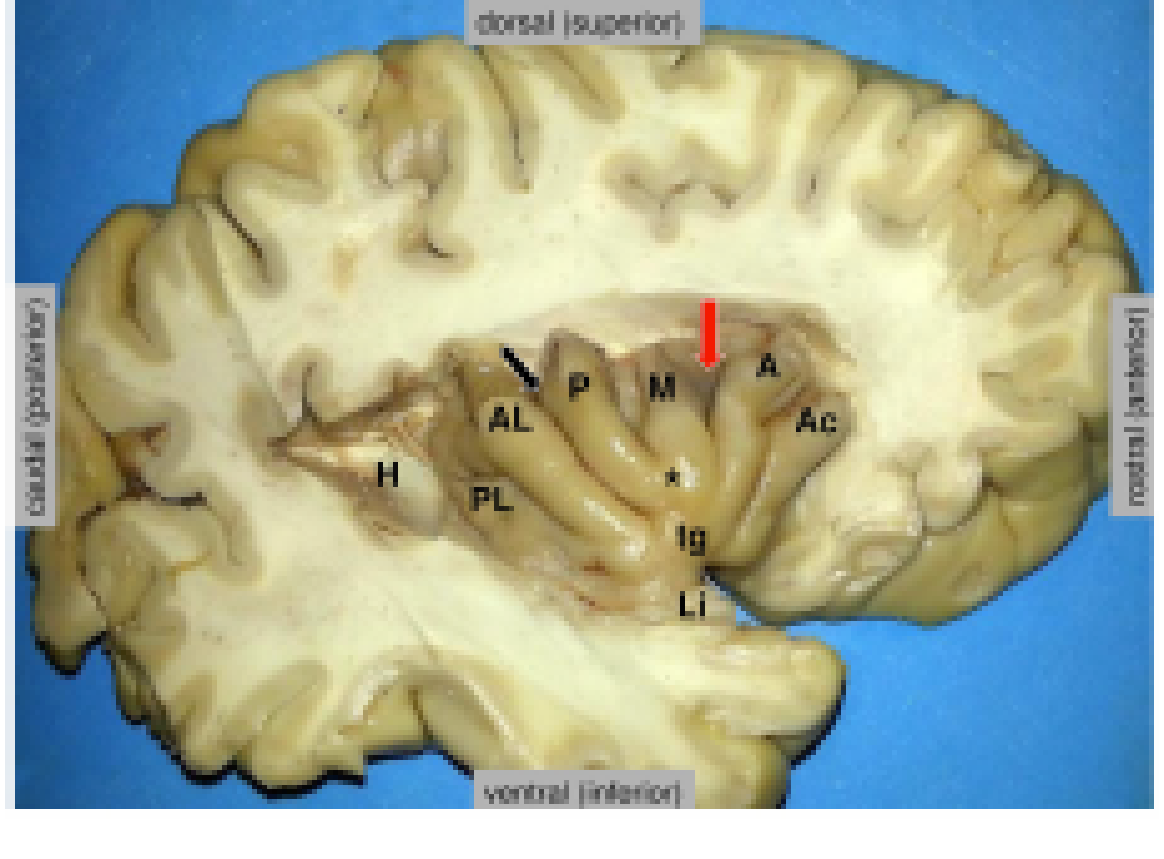 dorsal (superior)
caudal (posterior)
rostral (anterior)
P
M
A
AL
Ac
H
PL
*
Ig
Li
ventral (inferior)